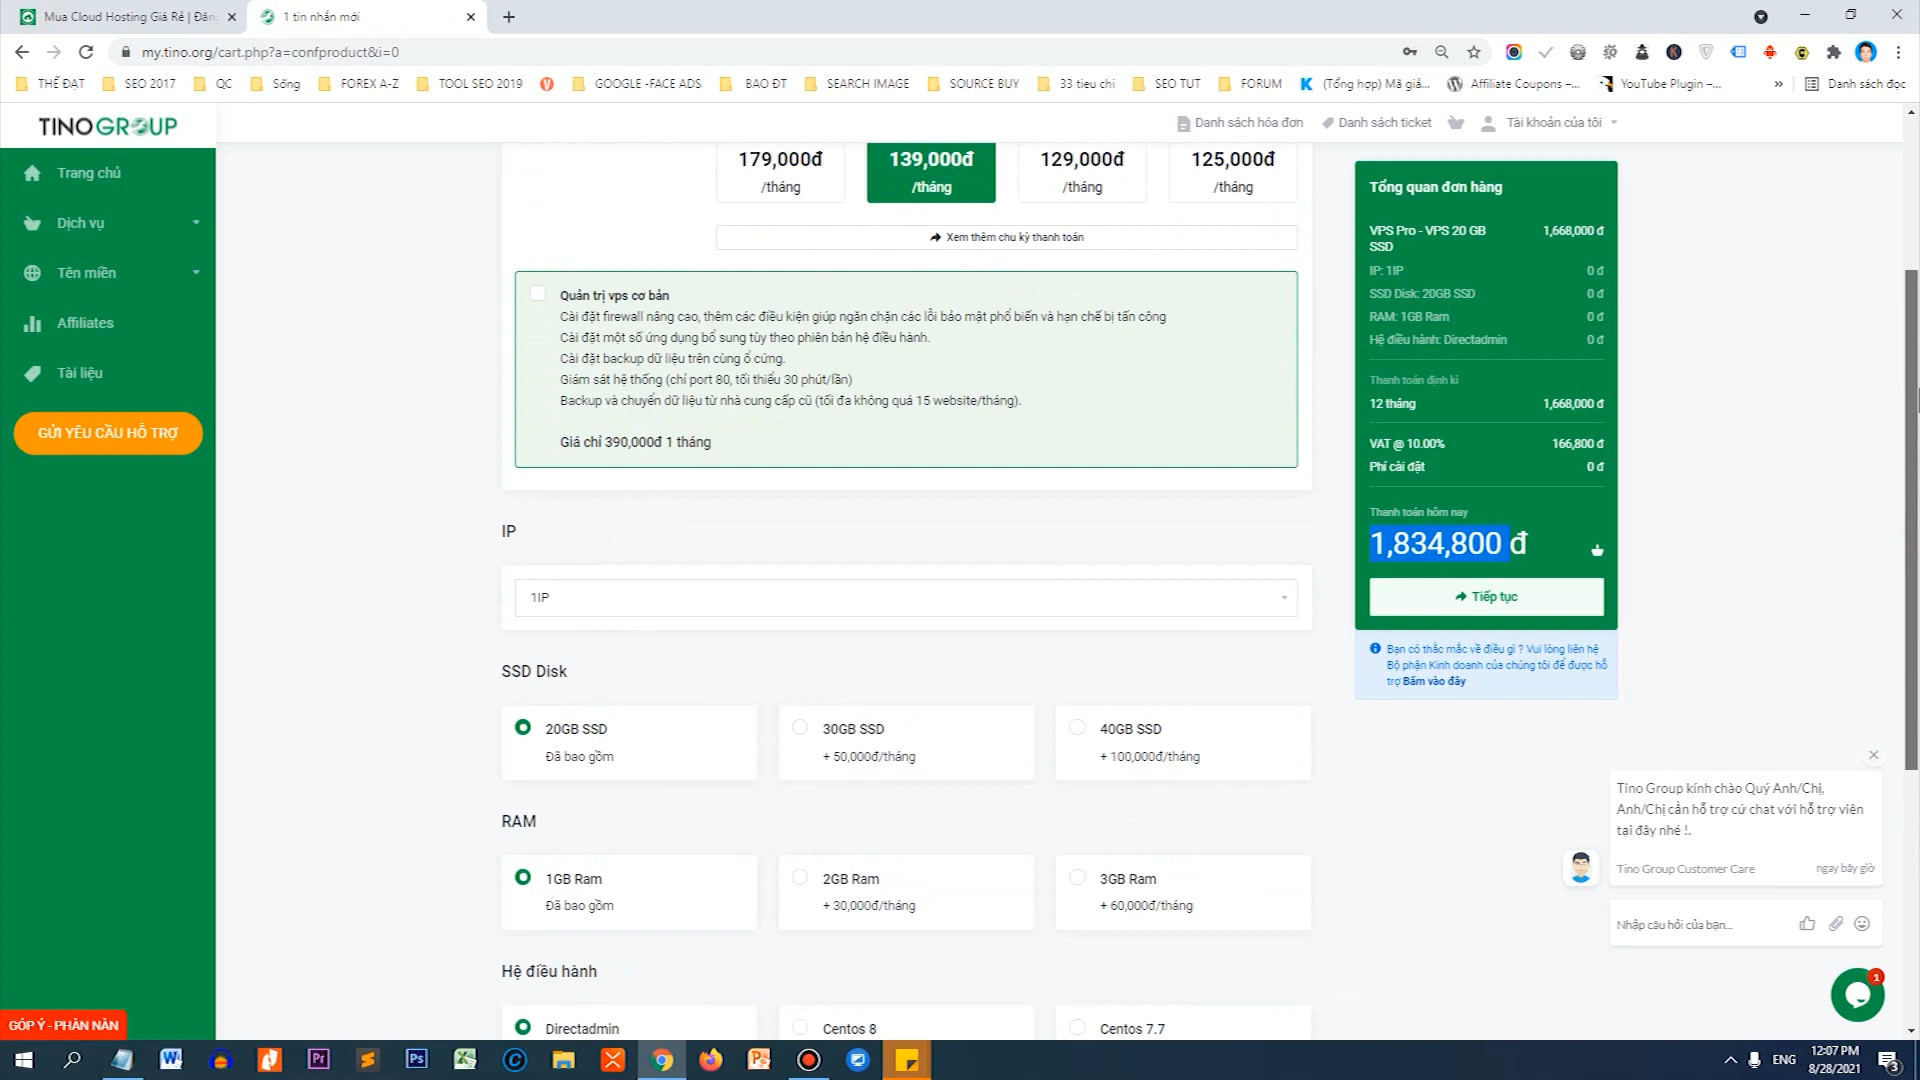 Mua Cloud Hosting Giá Rẻ | Đăn
1 tin nhắn mới
my.tino.org/cart.php?a=confproduct&i=0
THẾ ĐẠT
SEO 2017
QC
Sống
FOREX A-Z
TOOL SEO 2019
GOOGLE -FACE ADS
BAO ĐT
SEARCH IMAGE
SOURCE BUY
33 tieu chi
SEO TUT
FORUM
(Tổng hợp) Mã giả...
Affiliate Coupons –...
YouTube Plugin –...
»
Danh sách đọc
TINOGROUP
Danh sách hóa đơn
Danh sách ticket
Tài khoản của tôi
Trang chủ
Dịch vụ
Tên miền
Affiliates
Tài liệu
GỬI YÊU CẦU HỖ TRỢ
GÓP Ý - PHÀN NÀN
179,000đ
/tháng
139,000đ
/tháng
129,000đ
/tháng
125,000đ
/tháng
Xem thêm chu kỳ thanh toán
Quản trị vps cơ bản
Cài đặt firewall nâng cao, thêm các điều kiện giúp ngăn chặn các lỗi bảo mật phổ biến và hạn chế bị tấn công
Cài đặt một số ứng dụng bổ sung tùy theo phiên bản hệ điều hành.
Cài đặt backup dữ liệu trên cùng ổ cứng.
Giám sát hệ thống (chỉ port 80, tối thiểu 30 phút/lần)
Backup và chuyển dữ liệu từ nhà cung cấp cũ (tối đa không quá 15 website/tháng).
Giá chỉ 390,000đ 1 tháng
IP
1IP
SSD Disk
20GB SSD
Đã bao gồm
30GB SSD
+ 50,000đ/tháng
40GB SSD
+ 100,000đ/tháng
RAM
1GB Ram
Đã bao gồm
2GB Ram
+ 30,000đ/tháng
3GB Ram
+ 60,000đ/tháng
Hệ điều hành
Directadmin
Centos 8
Centos 7.7
Tổng quan đơn hàng
VPS Pro - VPS 20 GB SSD 1,668,000 đ
IP: 1IP 0 đ
SSD Disk: 20GB SSD 0 đ
RAM: 1GB Ram 0 đ
Hệ điều hành: Directadmin 0 đ
Thanh toán định kì
12 tháng 1,668,000 đ
VAT @ 10.00% 166,800 đ
Phí cài đặt 0 đ
Thanh toán hôm nay
1,834,800 đ
Tiếp tục
Bạn có thắc mắc về điều gì ? Vui lòng liên hệ
Bộ phận Kinh doanh của chúng tôi để được hỗ
trợ Bấm vào đây
Tino Group kính chào Quý Anh/Chị,
Anh/Chị cần hỗ trợ cứ chat với hỗ trợ viên
tại đây nhé !.
Tino Group Customer Care ngay bây giờ
Nhập câu hỏi của bạn...
1
ENG
12:07 PM
8/28/2021
3